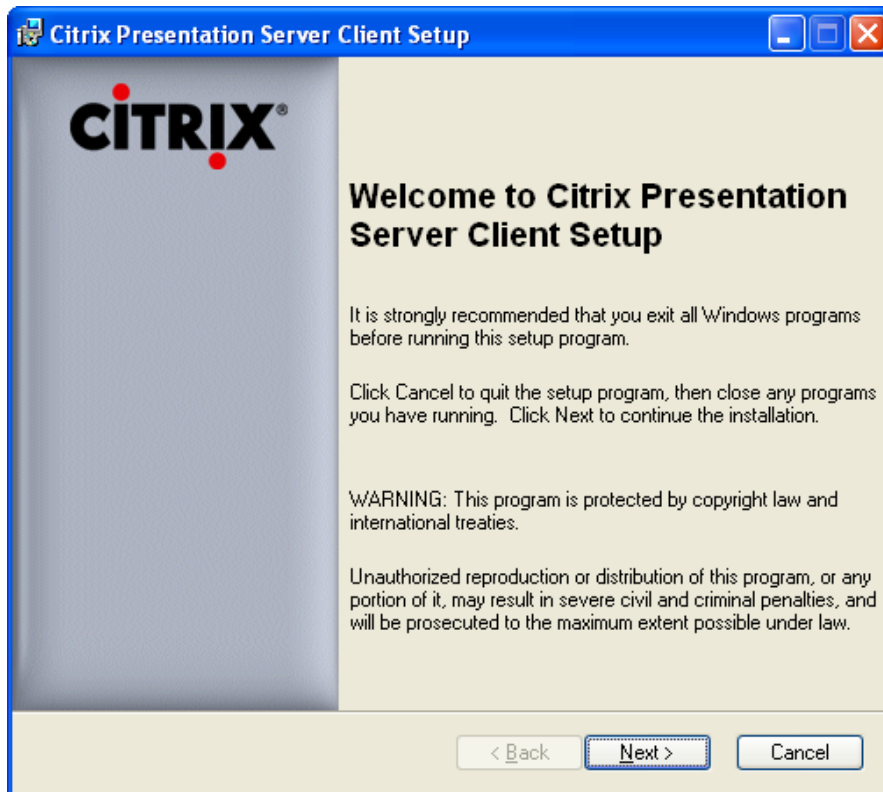 Citrix Presentation Server Client Setup
CİTRIX®
Welcome to Citrix Presentation
Server Client Setup
It is strongly recommended that you exit all Windows programs
before running this setup program.
Click Cancel to quit the setup program, then close any programs
you have running.  Click Next to continue the installation.
WARNING: This program is protected by copyright law and
international treaties.
Unauthorized reproduction or distribution of this program, or any
portion of it, may result in severe civil and criminal penalties, and
will be prosecuted to the maximum extent possible under law.
< Back
Next >
Cancel